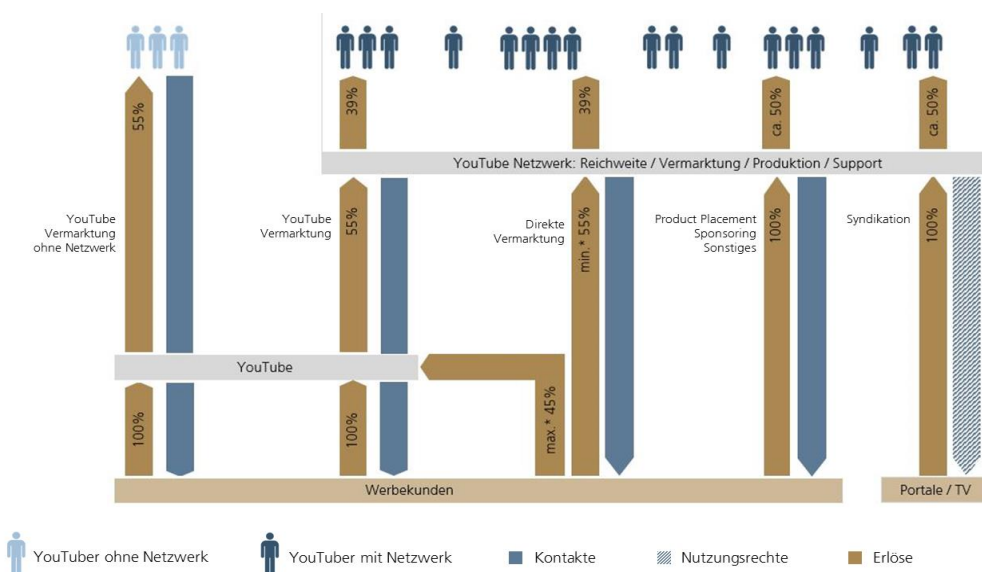 55%
39%
39%
ca. 50%
ca. 50%
YouTube Netzwerk: Reichweite / Vermarktung / Produktion / Support
YouTube
Vermarktung
ohne Netzwerk
YouTube
Vermarktung
55%
Direkte
Vermarktung
min.* 55%
Product Placement
Sponsoring
Sonstiges
100%
Syndikation
100%
YouTube
100%
100%
max.* 45%
Werbekunden
Portale / TV
YouTuber ohne Netzwerk
YouTuber mit Netzwerk
Kontakte
Nutzungsrechte
Erlöse